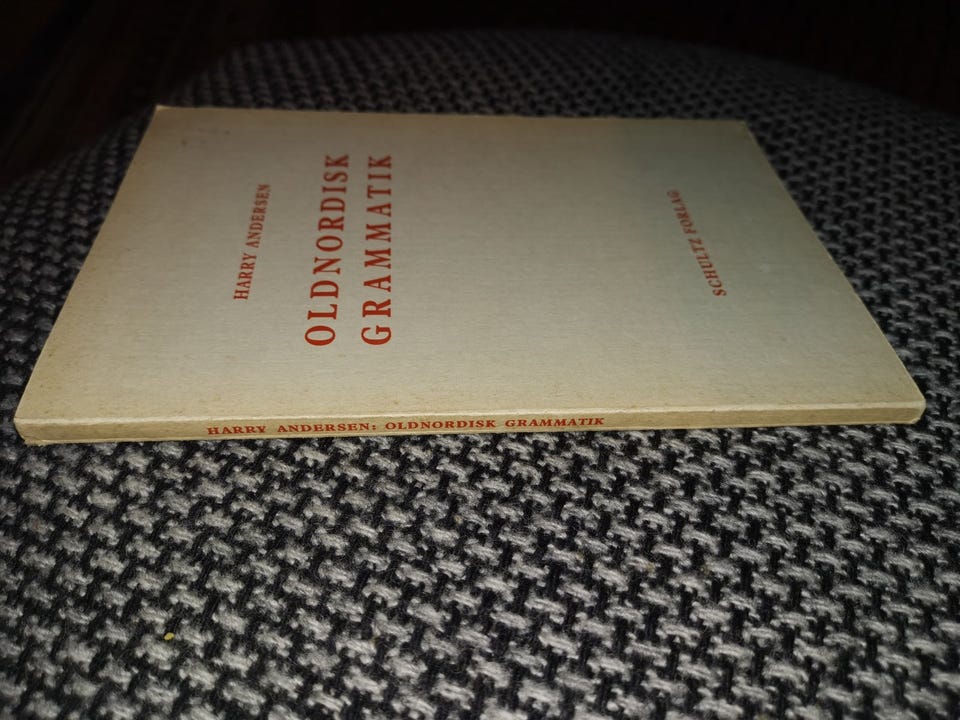 HARRY ANDERSEN
OLDNORDISK
GRAMMATIK
SCHULTZ FORLAG
HARRY ANDERSEN: OLDNORDISK GRAMMATIK